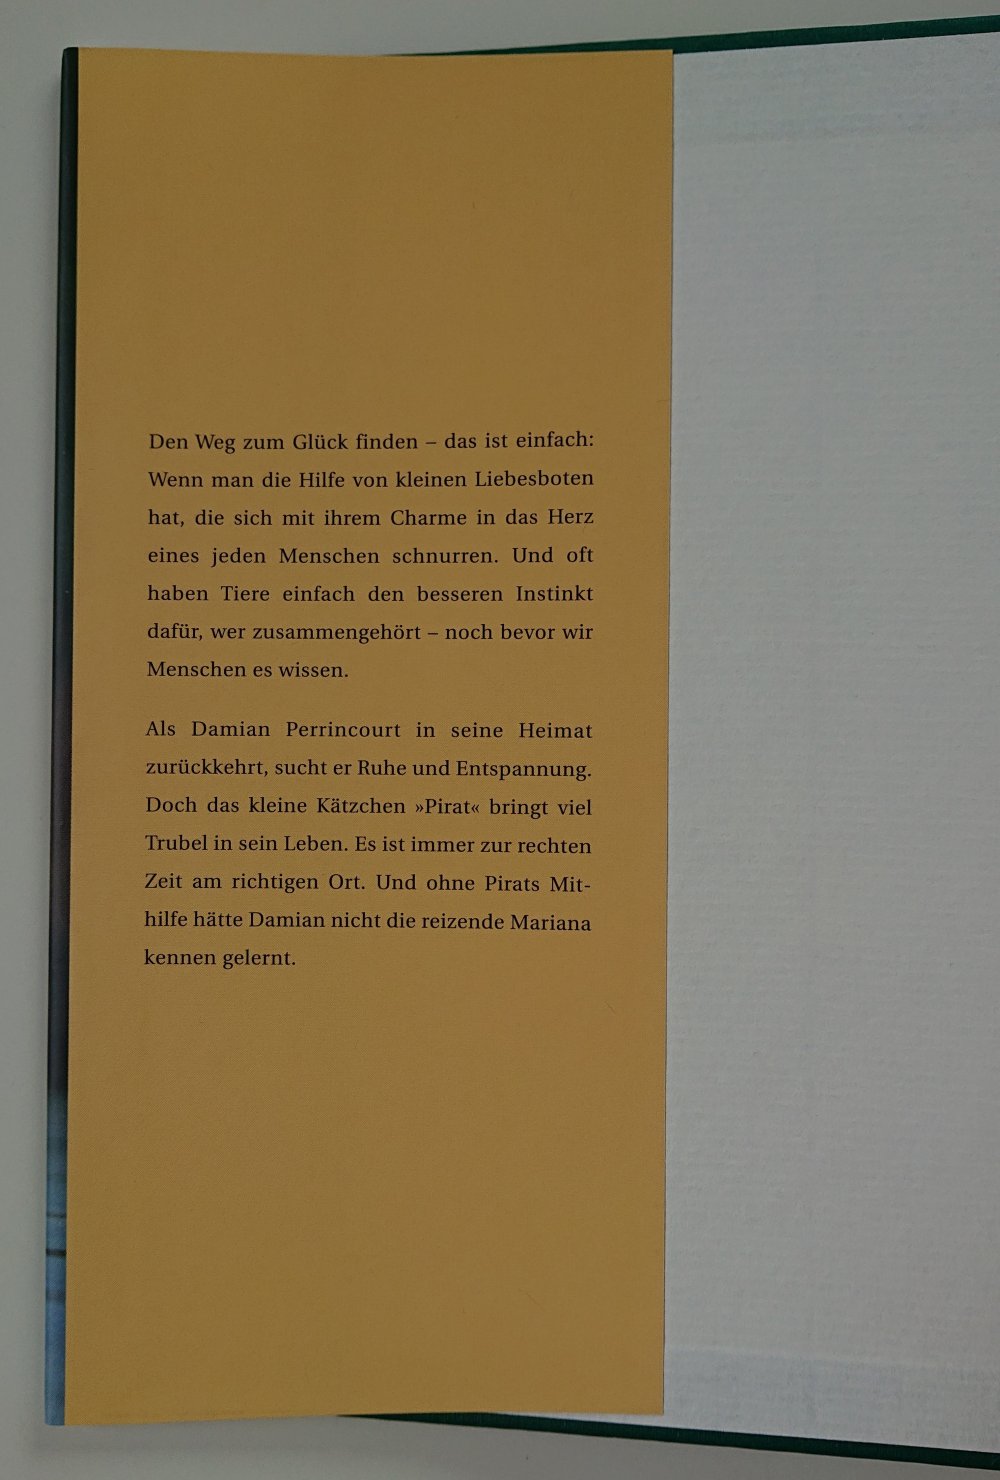 Den Weg zum Glück finden – das ist einfach:
Wenn man die Hilfe von kleinen Liebesboten
hat, die sich mit ihrem Charme in das Herz
eines jeden Menschen schnurren. Und oft
haben Tiere einfach den besseren Instinkt
dafür, wer zusammengehört – noch bevor wir
Menschen es wissen.
Als Damian Perrincourt in seine Heimat
zurückkehrt, sucht er Ruhe und Entspannung.
Doch das kleine Kätzchen »Pirat« bringt viel
Trubel in sein Leben. Es ist immer zur rechten
Zeit am richtigen Ort. Und ohne Pirats Mit-
hilfe hätte Damian nicht die reizende Mariana
kennen gelernt.